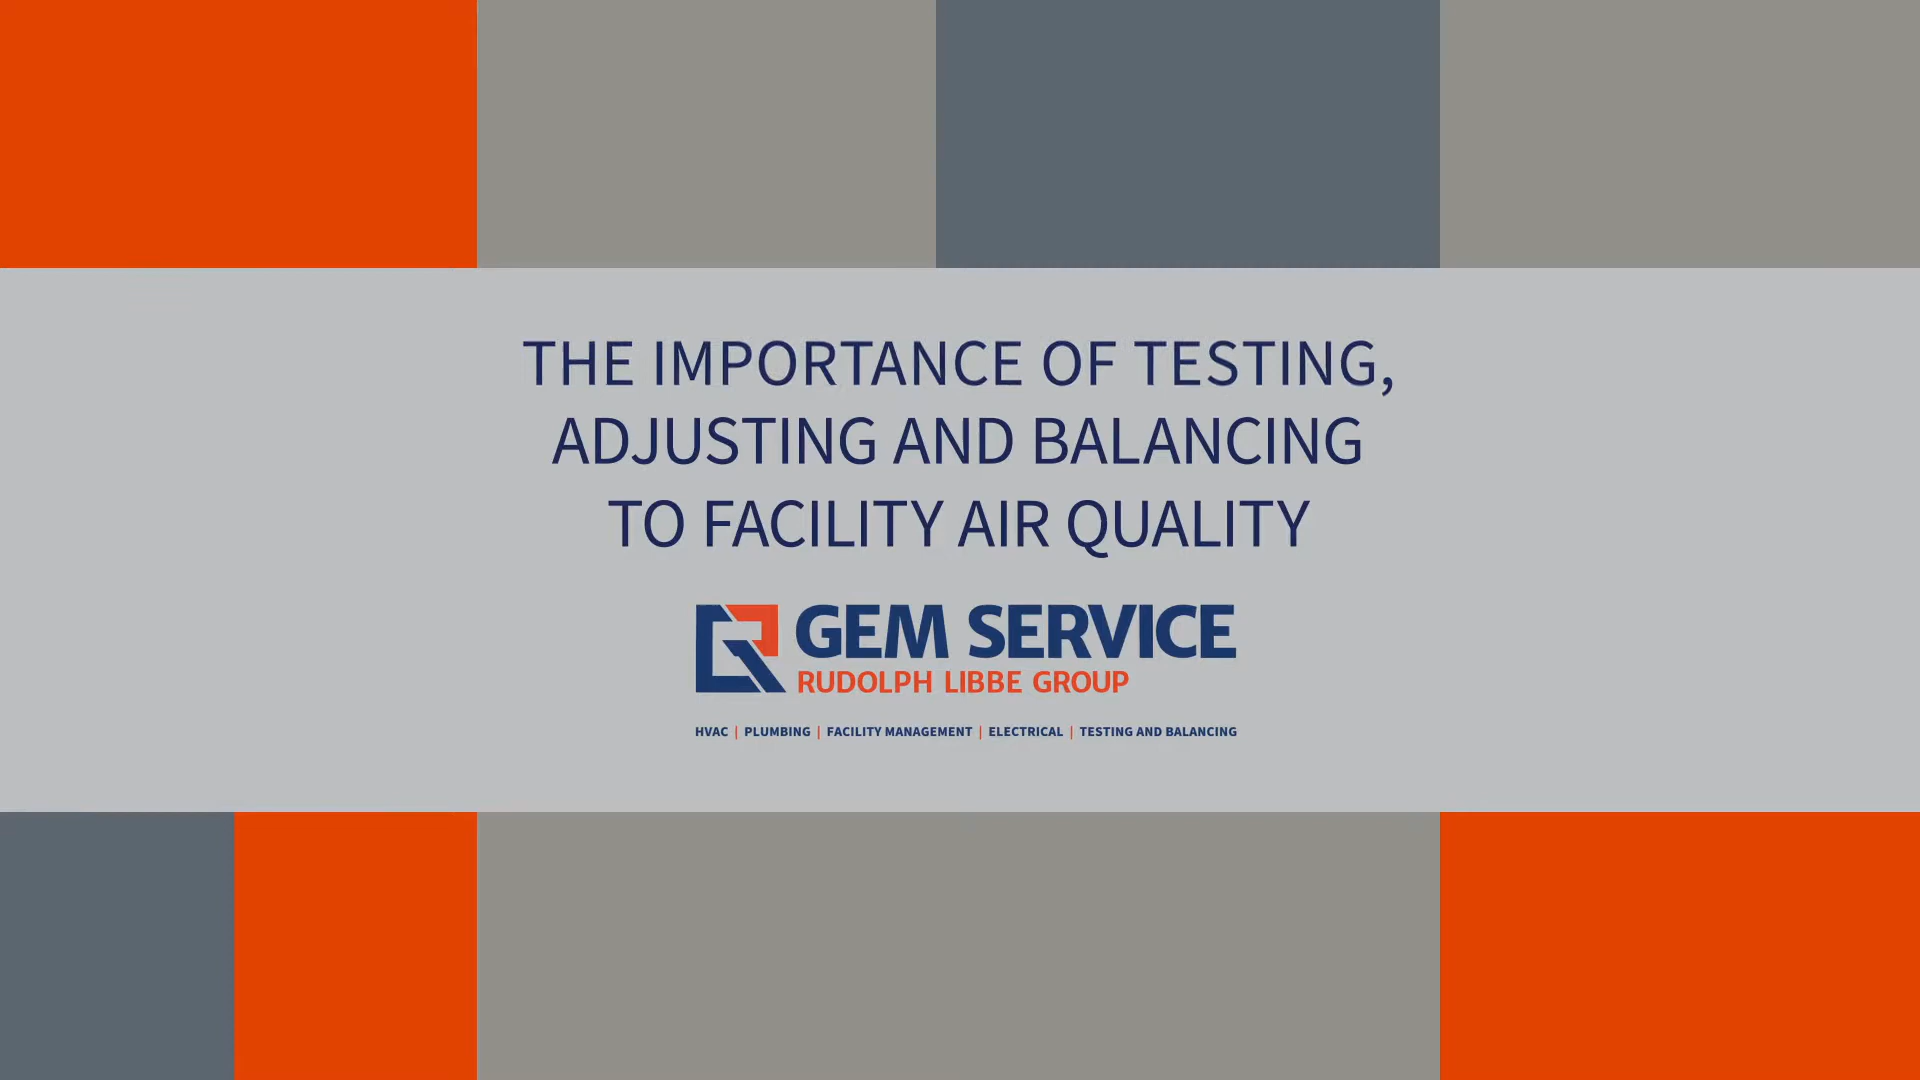 THE IMPORTANCE OF TESTING,
ADJUSTING AND BALANCING
TO FACILITY AIR QUALITY
GEM SERVICE
RUDOLPH LIBBE GROUP
HVAC | PLUMBING | FACILITY MANAGEMENT | ELECTRICAL | TESTING AND BALANCING